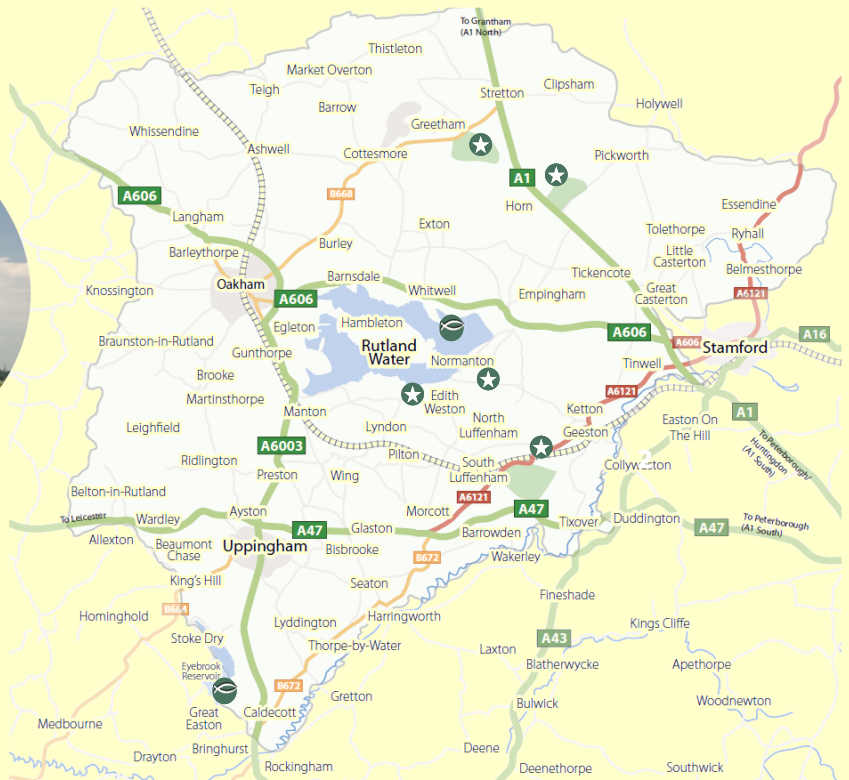 To Grantham
(A1 North)
Thistleton
Market Overton
Clipsham
Teigh
Stretton
Holywell
Barrow
Greetham
Whissendine
Ashwell
Cottesmore
Pickworth
A1
A606
B668
Horn
Essendine
Langham
Exton
Tolethorpe
Ryhall
Burley
Barleythorpe
Little
Casterton
Belmesthorpe
Tickencote
Barnsdale
Oakham
Knossington
Whitwell
Empingham
Great
Casterton
A6121
A606
Egleton
Hambleton
A606
A16
Braunston-in-Rutland
Rutland
Water
A606
Stamford
Gunthorpe
Normanton
Tinwell
Brooke
Martinsthorpe
A6121
Edith
Weston
Manton
Ketton
A1
Leighfield
Lyndon
North
Luffenham
Geeston
Easton On
The Hill
A6003
Pilton
To Peterborough/
Huntingdon
(A1 South)
Ridlington
South
Luffenham
Collyweston
Preston
Wing
Belton-in-Rutland
A6121
To Leicester
Wardley
Ayston
Morcott
A47
Tixover
Duddington
A47
To Peterborough
(A1 South)
A47
Glaston
Barrowden
Allexton
Beaumont
Chase
Uppingham
Bisbrooke
B672
Wakerley
King's Hill
Seaton
Fineshade
B664
Hominghold
Lyddington
Harringworth
Kings Cliffe
Stoke Dry
Thorpe-by-Water
A43
Laxton
Blatherwycke
Apethorpe
Eyebrook
Reservoir
B672
Gretton
Bulwick
Woodnewton
Great
Easton
Caldecott
Medbourne
Bringhurst
Deene
Drayton
Rockingham
Deenethorpe
Southwick